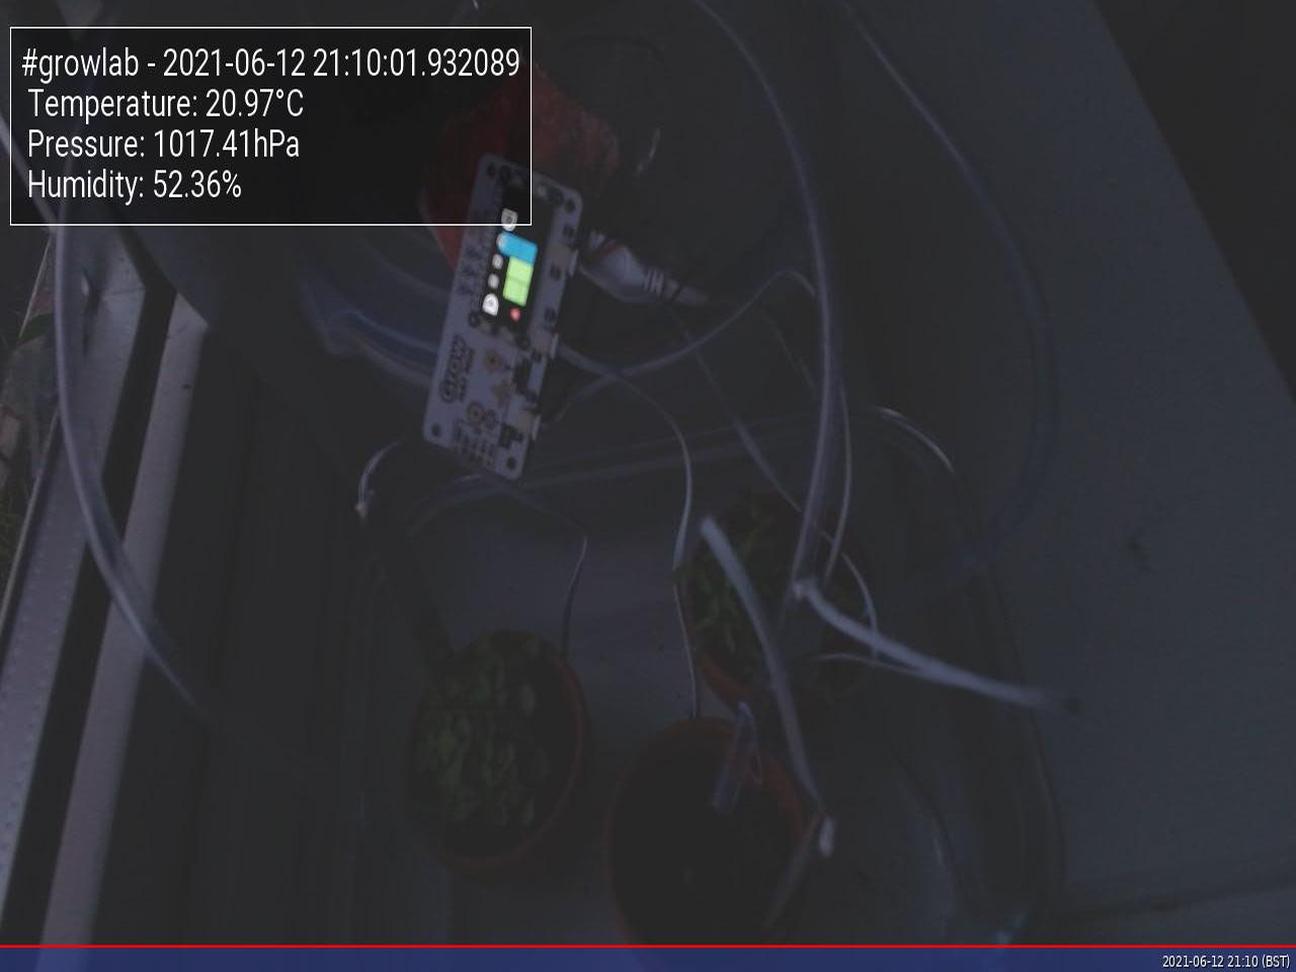 #growlab - 2021-06-12 21:10:01.932089
Temperature: 20.97°C
Pressure: 1017.41hPa
Humidity: 52.36%
GROW
2021-06-12 21:10 (BST)